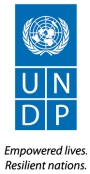 U N
D P
Empowered lives.
Resilient nations.